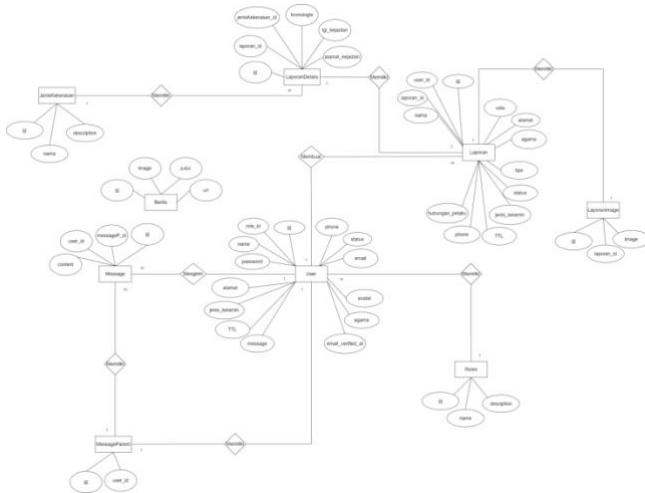 kronologis
jenisKekerasan_id
tgl_kejadian
laporan_id
alamat_kejadian
id
LaporanDetails
Memiliki
user_id
id
laporan_id
nama
usia
alamat
agama
Laporan
Memiliki
JenisKekerasan
Memiliki
id
description
nama
Membuat
tipe
status
hubungan_pelaku
jenis_kelamin
phone
TTL
LaporanImage
id
image
laporan_id
image
judul
id
url
Berita
role_id
id
phone
name
status
password
email
User
user_id
messageP_id
id
content
Message
Mengirim
alamat
jenis_kelamin
TTL
message
avatar
agama
email_verified_at
Memiliki
Roles
id
description
name
Memiliki
MessageParent
Memiliki
id
user_id